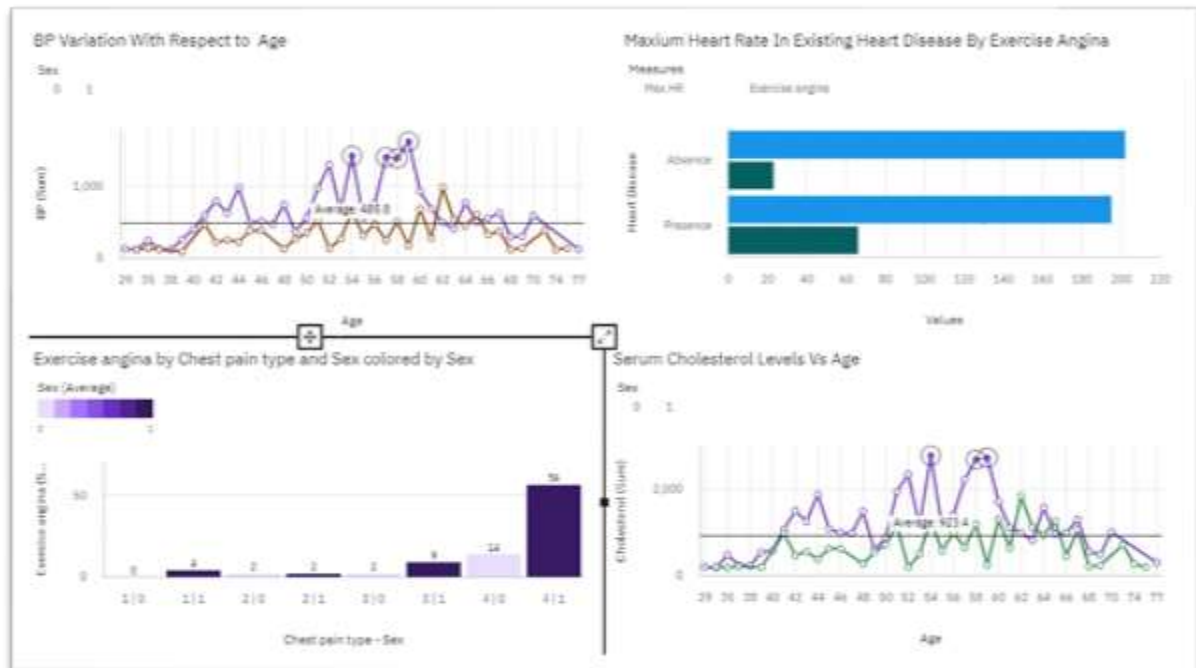 BP Variation With Respect to Age
Sex
0 1
1,000
0
BP (Sum)
Average:
29 35 38 40 42 44 46 48 50 52 54 56 58 60 62 64 66 68 70 74 77
Age
Maxium Heart Rate In Existing Heart Disease By Exercise Angina
Measures
Max HR Exercise angina
Heart Disease
Absence
Presence
0 20 40 60 80 100 120 140 160 180 200 220
Values
Exercise angina by Chest pain type and Sex colored by Sex
Sex (Average)
0 1
Exercise angina (S...
50
0
0 4 2 2 9 14 56
1|0 1|1 2|0 2|1 3|0 3|1 4|0 4|1
Chest pain type - Sex
Serum Cholesterol Levels Vs Age
Sex
0 1
2,000
0
Cholesterol (Sum)
Average: 923.4
29 35 38 40 42 44 46 48 50 52 54 56 58 60 62 64 66 68 70 74 77
Age